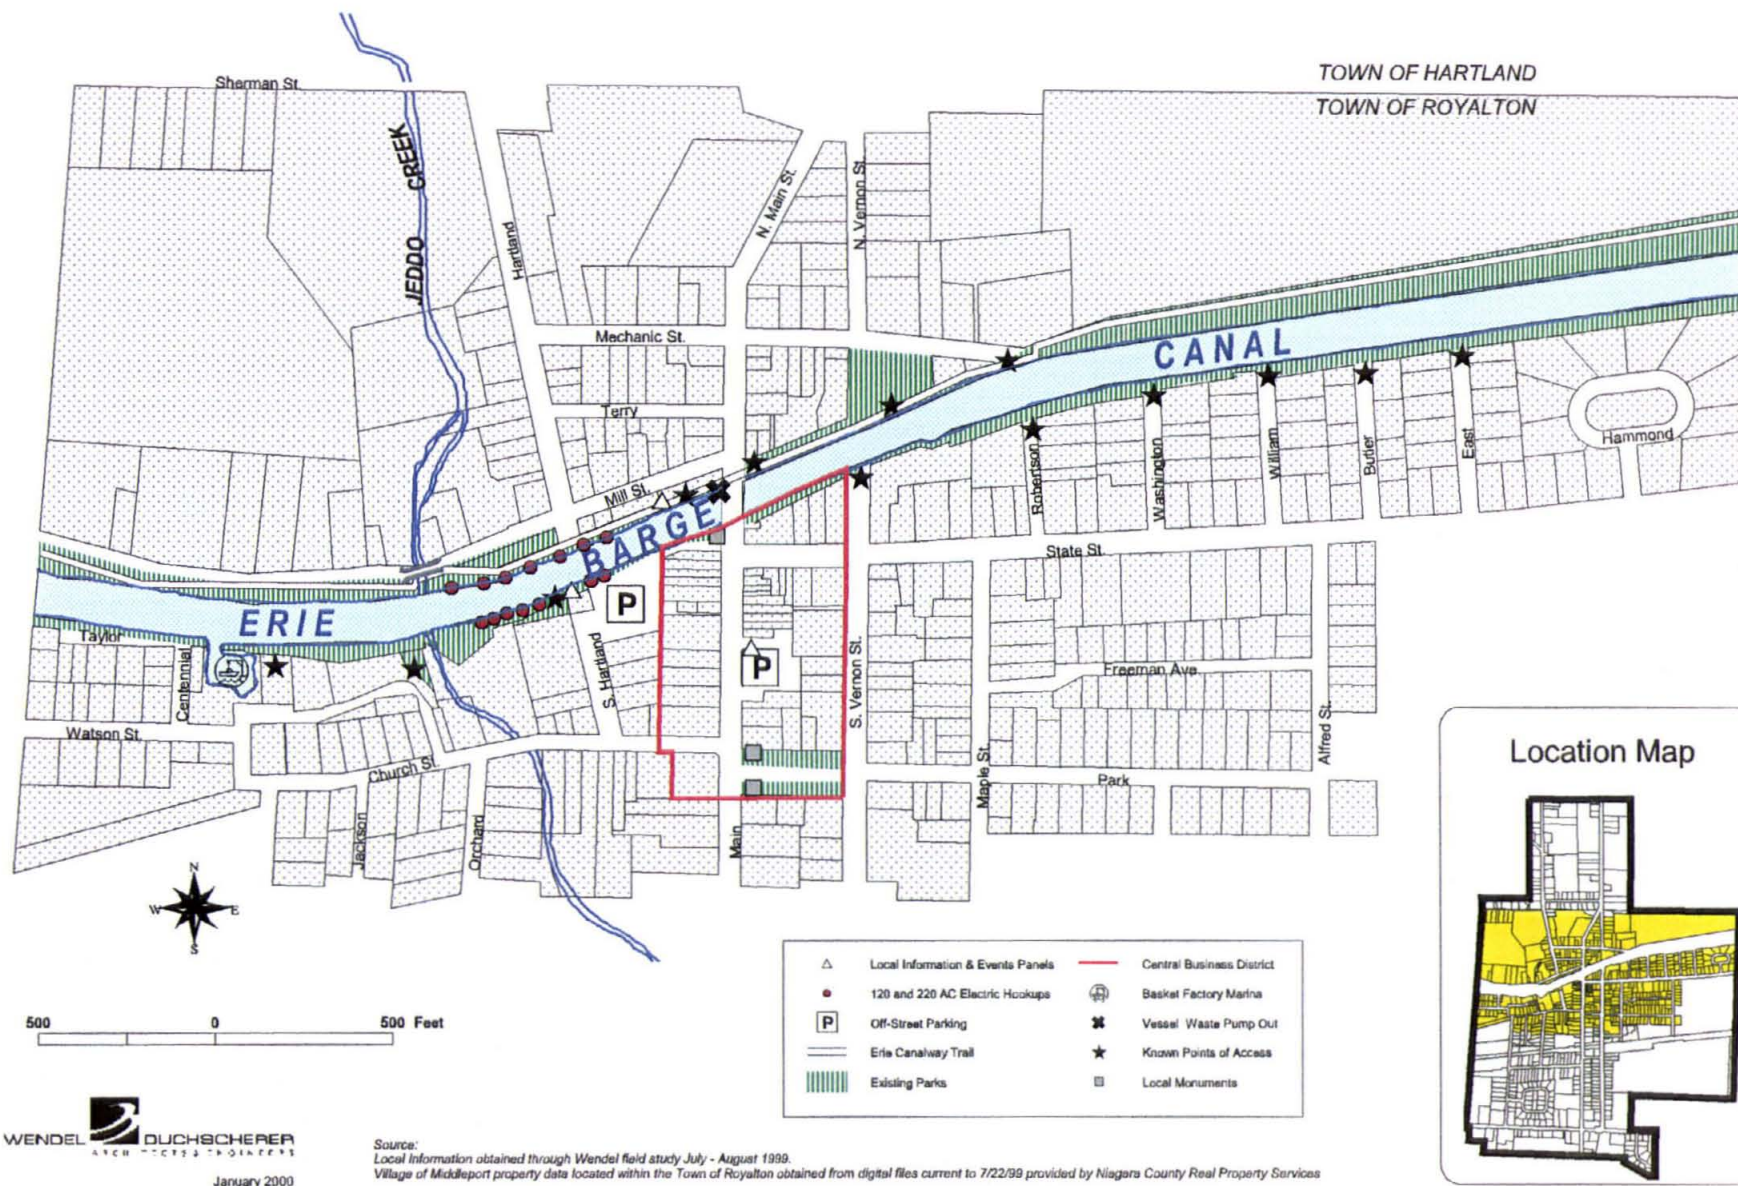 TOWN OF HARTLAND
TOWN OF ROYALTON
Sherman St.
JEDDO CREEK
Hartland
N. Main St.
N. Vernon St.
Mechanic St.
Terry
Mill St.
CANAL
BARGE
ERIE
Robertson
Washington
William
Butler
East
Hammond
State St.
P
P
Taylor
Centennial
S. Hartland
S. Vernon St.
Freeman Ave.
Watson St.
Church St.
Alfred St.
Maple St.
Park
Jackson
Orchard
Main
Location Map
N
W E
S
Local Information & Events Panels
Central Business District
120 and 220 AC Electric Hookups
Basket Factory Marina
P
Off-Street Parking
Vessel Waste Pump Out
Erie Canalway Trail
Known Points of Access
Existing Parks
Local Monuments
500 0 500 Feet
WENDEL DUCHSCHERER
ARCHITECTS & ENGINEERS
January 2000
Source:
Local Information obtained through Wendel field study July - August 1999.
Village of Middleport property data located within the Town of Royalton obtained from digital files current to 7/22/99 provided by Niagara County Real Property Services